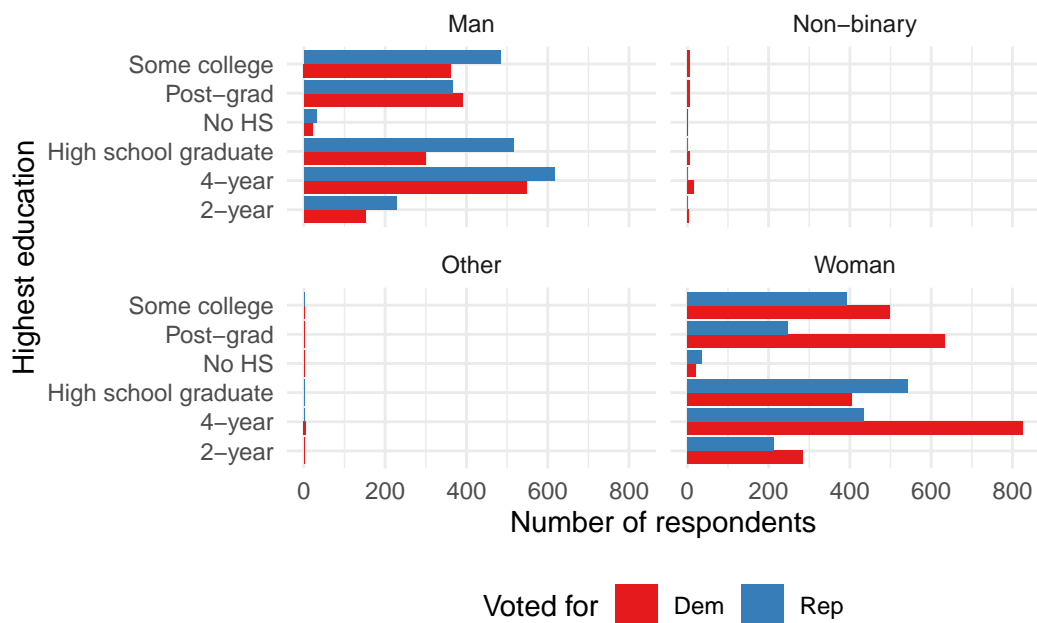 Man
Non−binary
Some college
Post−grad
No HS
High school graduate
4−year
2−year
Other
Woman
Some college
Post−grad
No HS
High school graduate
4−year
2−year
0 200 400 600 800
0 200 400 600 800
Highest education
Number of respondents
Voted for Dem Rep